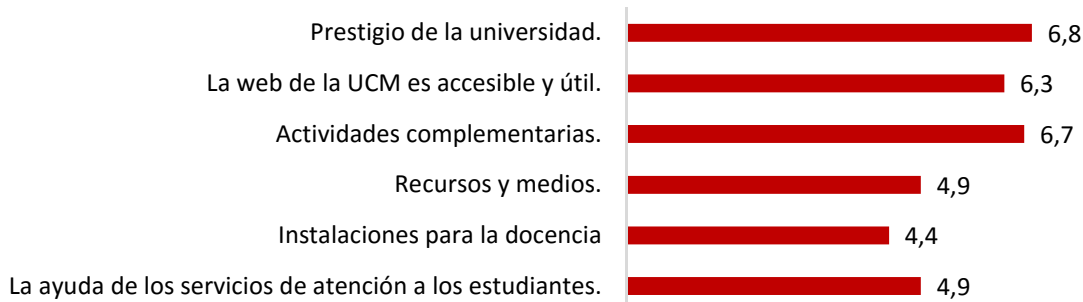 Prestigio de la universidad. 6,8
La web de la UCM es accesible y útil. 6,3
Actividades complementarias. 6,7
Recursos y medios. 4,9
Instalaciones para la docencia 4,4
La ayuda de los servicios de atención a los estudiantes. 4,9